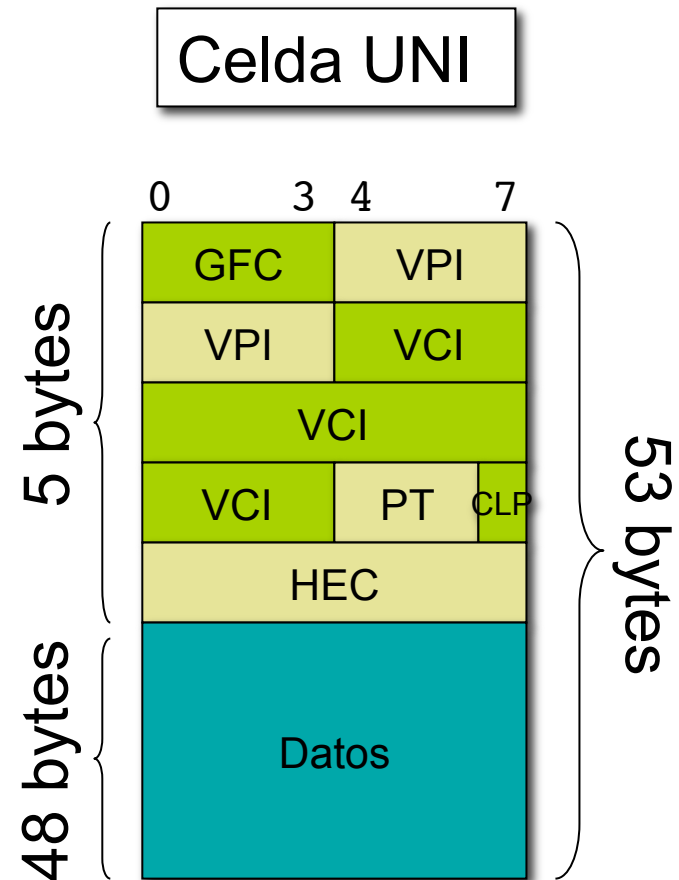 Celda UNI
0 3 4 7
GFC VPI
VPI VCI
VCI
VCI PT CLP
HEC
Datos
5 bytes
48 bytes
53 bytes